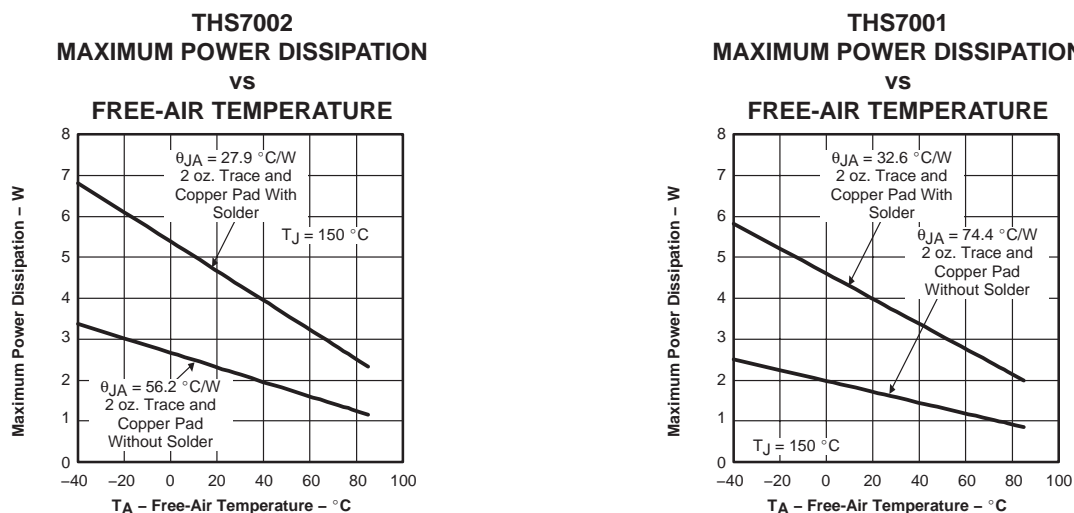 THS7002
MAXIMUM POWER DISSIPATION
vs
FREE-AIR TEMPERATURE
8
7
6
5
4
3
2
1
0
Maximum Power Dissipation – W
θJA = 27.9 °C/W
2 oz. Trace and
Copper Pad With
Solder
TJ = 150 °C
θJA = 56.2 °C/W
2 oz. Trace and
Copper Pad
Without Solder
–40 –20 0 20 40 60 80 100
TA – Free-Air Temperature – °C
THS7001
MAXIMUM POWER DISSIPATION
vs
FREE-AIR TEMPERATURE
8
7
6
5
4
3
2
1
0
Maximum Power Dissipation – W
θJA = 32.6 °C/W
2 oz. Trace and
Copper Pad With
Solder
θJA = 74.4 °C/W
2 oz. Trace and
Copper Pad
Without Solder
TJ = 150 °C
–40 –20 0 20 40 60 80 100
TA – Free-Air Temperature – °C